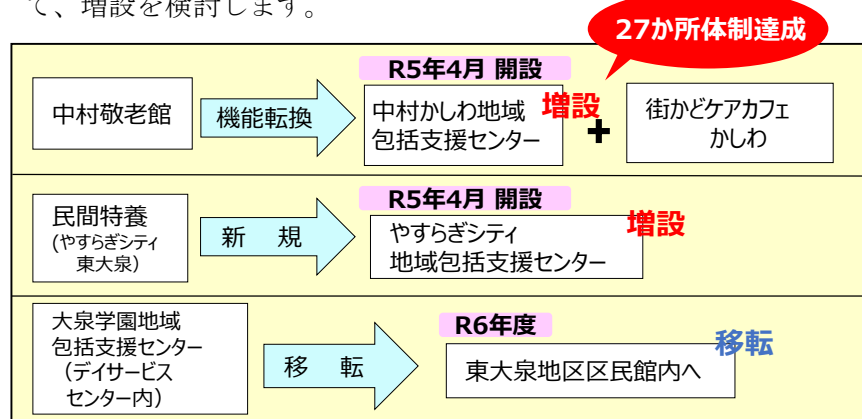 て、増設を検討します。
27か所体制達成
R5年4月 開設
中村敬老館
機能転換
中村かしわ地域
包括支援センター
増設
+
街かどケアカフェ
かしわ
R5年4月 開設
民間特養
(やすらぎシティ
東大泉)
新 規
やすらぎシティ
地域包括支援センター
増設
大泉学園地域
包括支援センター
(デイサービス
センター内)
移 転
R6年度
東大泉地区区民館内へ
移転